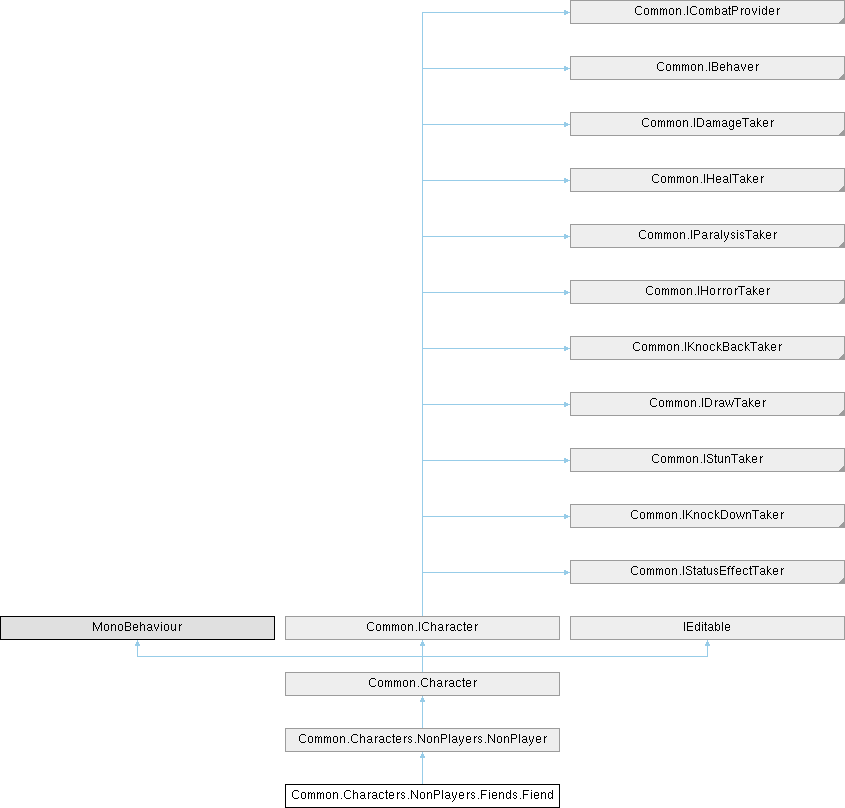 Common.ICombatProvider
Common.IBehaver
Common.IDamageTaker
Common.IHealTaker
Common.IParalysisTaker
Common.IHorrorTaker
Common.IKnockBackTaker
Common.IDrawTaker
Common.IStunTaker
Common.IKnockDownTaker
Common.IStatusEffectTaker
MonoBehaviour
Common.ICharacter
IEditable
Common.Character
Common.Characters.NonPlayers.NonPlayer
Common.Characters.NonPlayers.Fiends.Fiend